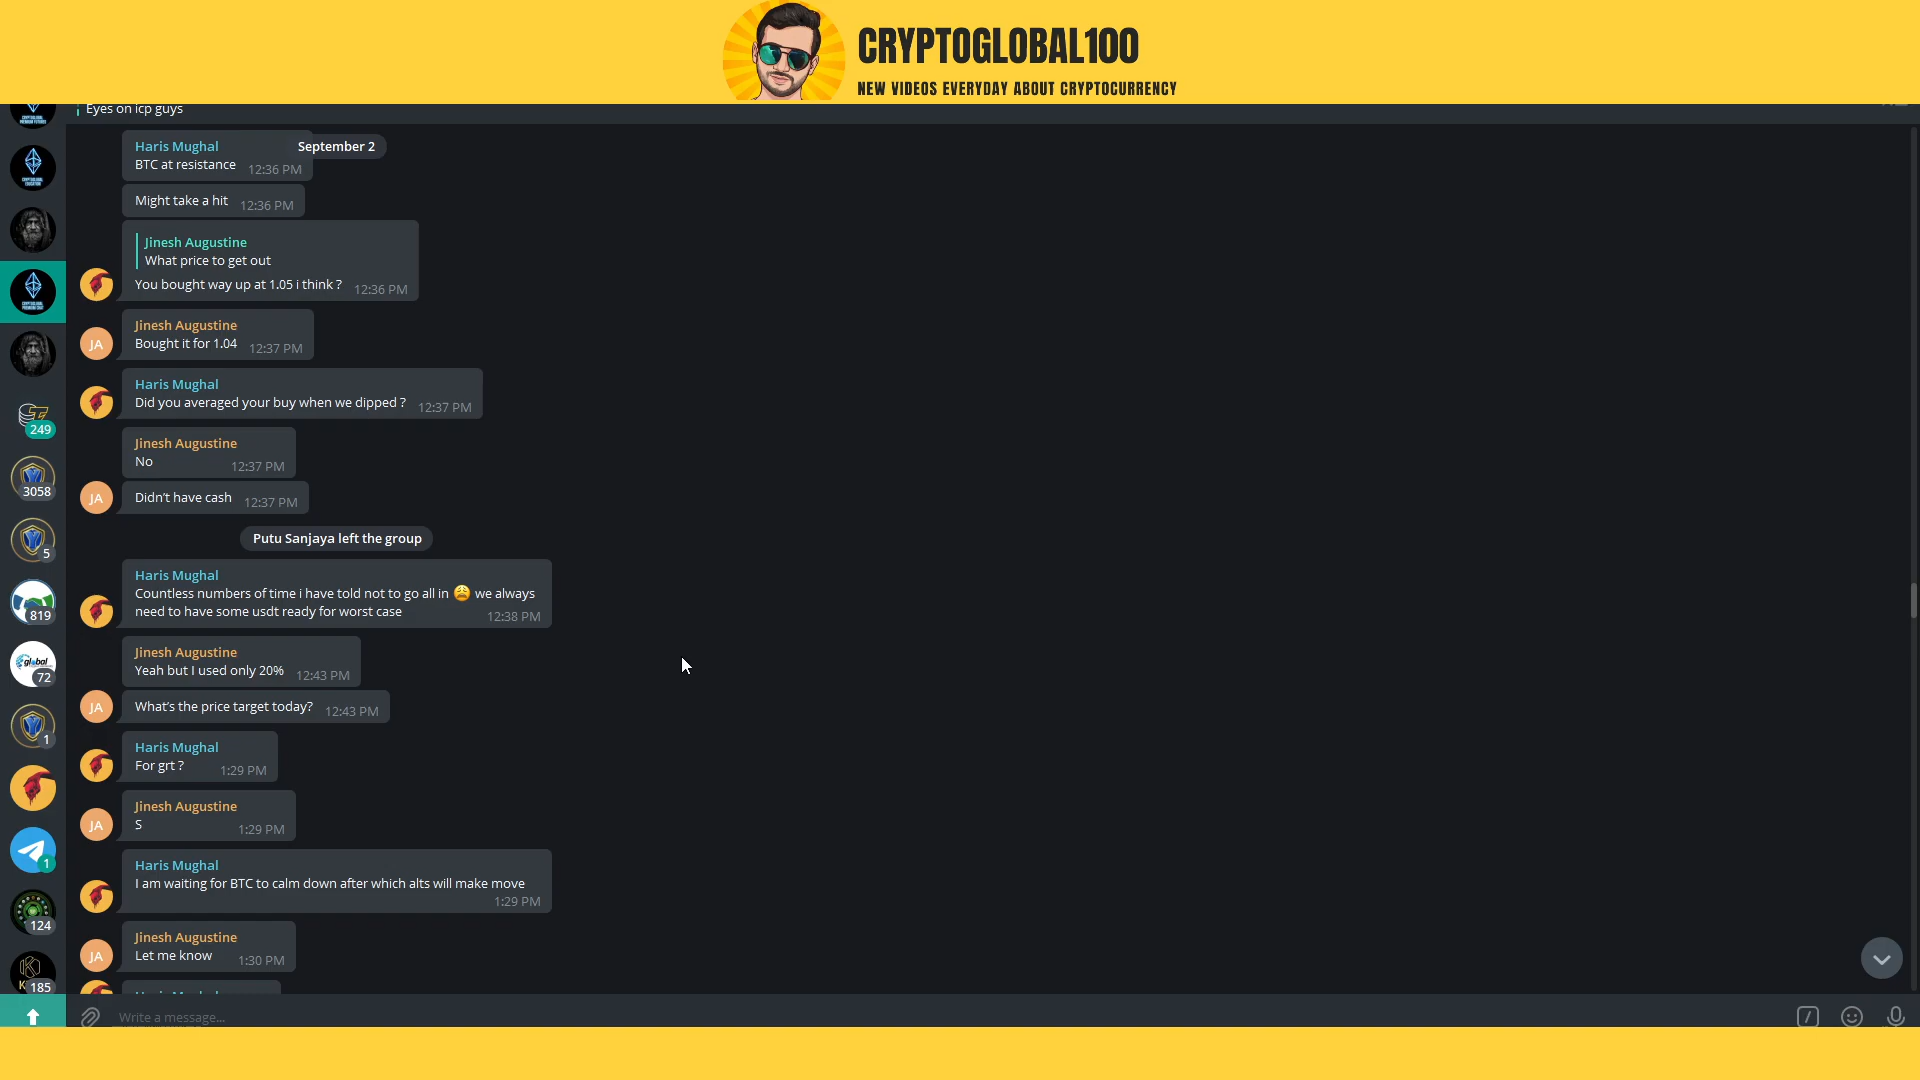 CRYPTOGLOBAL100
NEW VIDEOS EVERYDAY ABOUT CRYPTOCURRENCY
Eyes on icp guys
September 2
Haris Mughal
BTC at resistance 12:36 PM
Might take a hit 12:36 PM
Jinesh Augustine
What price to get out
You bought way up at 1.05 i think ? 12:36 PM
Jinesh Augustine
JA
Bought it for 1.04 12:37 PM
Haris Mughal
Did you averaged your buy when we dipped ? 12:37 PM
249
Jinesh Augustine
No 12:37 PM
3058
JA
Didn't have cash 12:37 PM
Putu Sanjaya left the group
5
Haris Mughal
Countless numbers of time i have told not to go all in 😩 we always
need to have some usdt ready for worst case 12:38 PM
819
Jinesh Augustine
Yeah but I used only 20% 12:43 PM
global
72
JA
What's the price target today? 12:43 PM
1
Haris Mughal
For grt ? 1:29 PM
Jinesh Augustine
JA
S 1:29 PM
1
Haris Mughal
I am waiting for BTC to calm down after which alts will make move
1:29 PM
124
Jinesh Augustine
JA
Let me know 1:30 PM
185
Write a message...